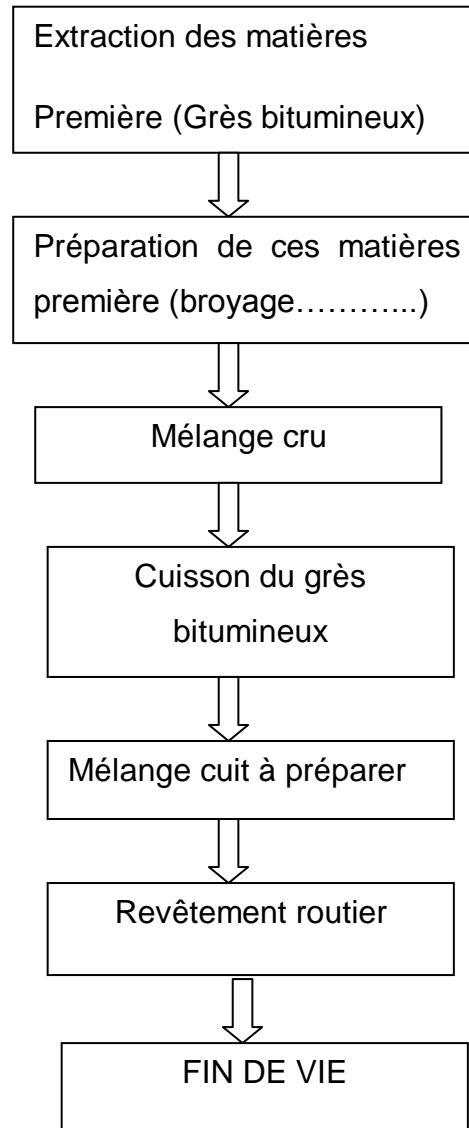 Extraction des matières
Première (Grès bitumineux)
Préparation de ces matières
première (broyage………...)
Mélange cru
Cuisson du grès
bitumineux
Mélange cuit à préparer
Revêtement routier
FIN DE VIE